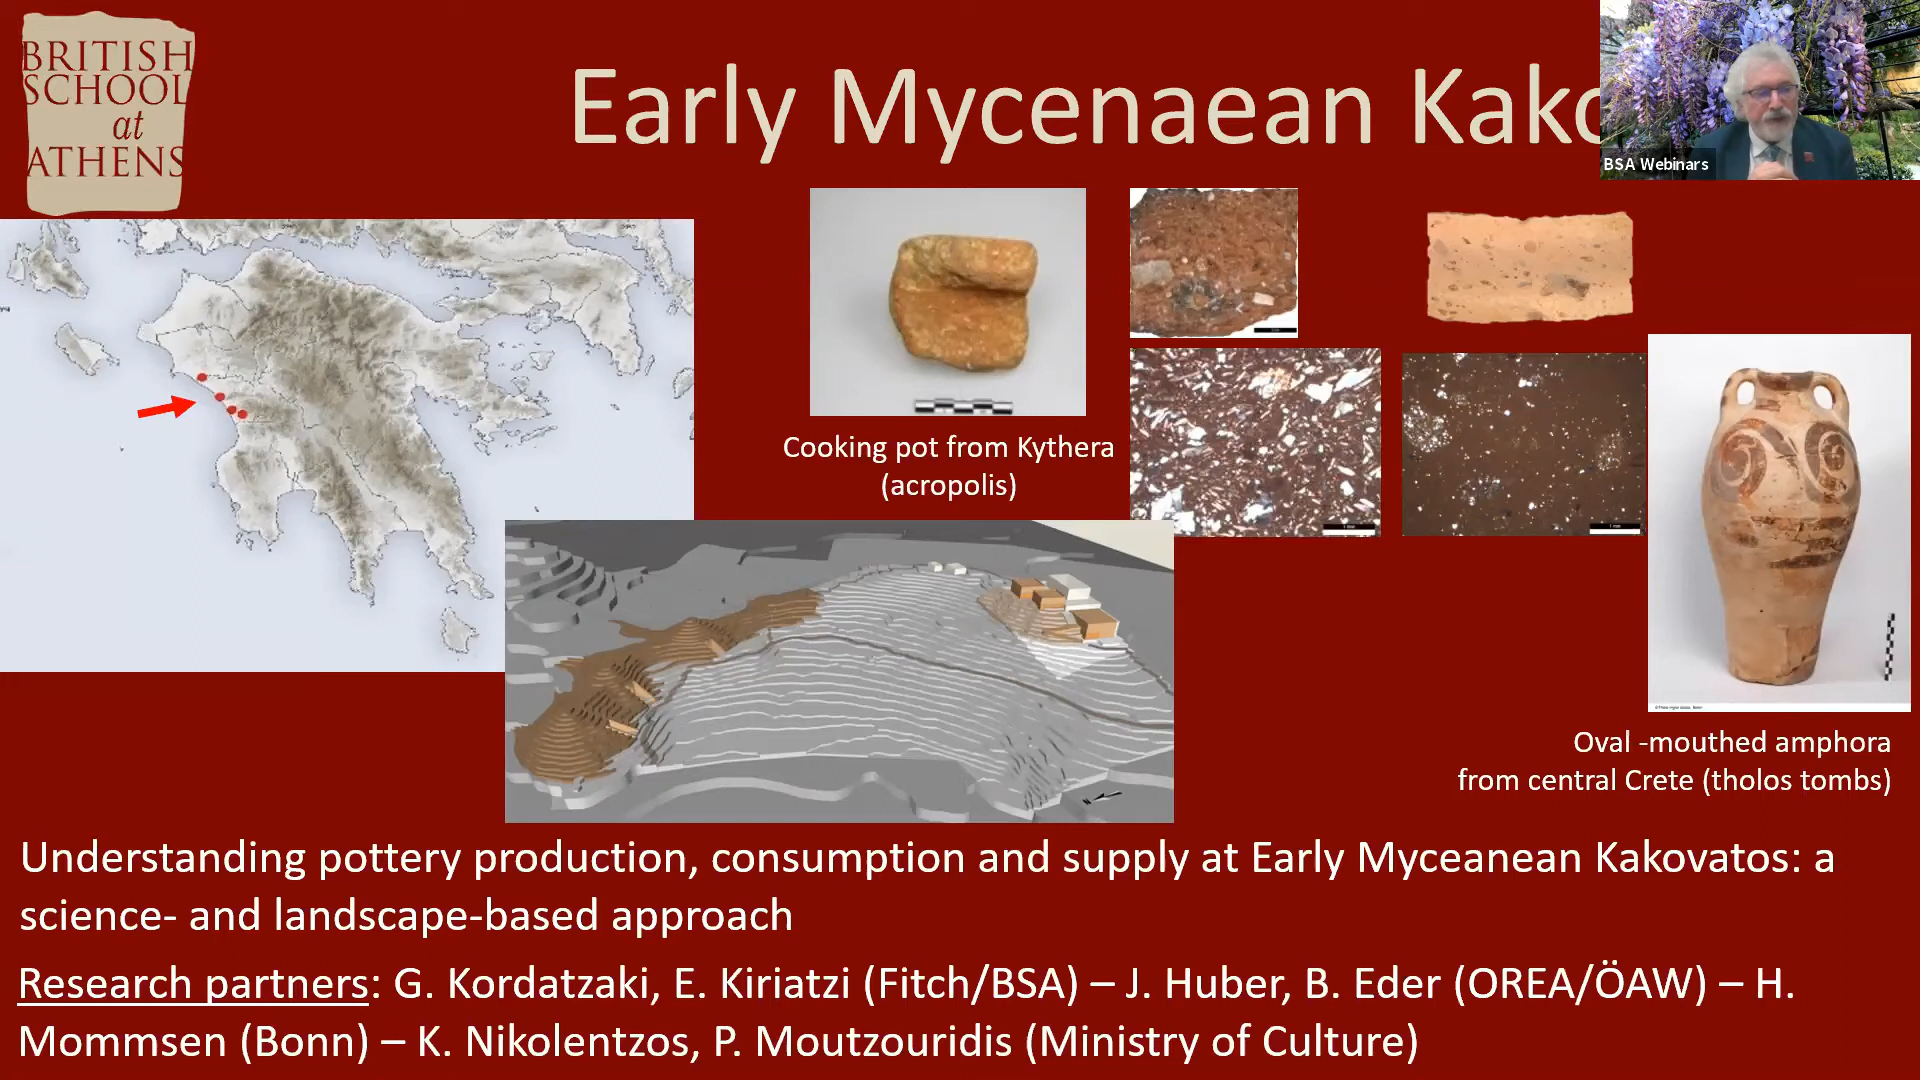 BRITISH
SCHOOL
at
ATHENS
Early Mycenaean Kako
BSA Webinars
Cooking pot from Kythera
(acropolis)
Oval -mouthed amphora
from central Crete (tholos tombs)
Understanding pottery production, consumption and supply at Early Myceanean Kakovatos: a
science- and landscape-based approach
Research partners: G. Kordatzaki, E. Kiriatzi (Fitch/BSA) – J. Huber, B. Eder (OREA/ÖAW) – H.
Mommsen (Bonn) – K. Nikolentzos, P. Moutzouridis (Ministry of Culture)